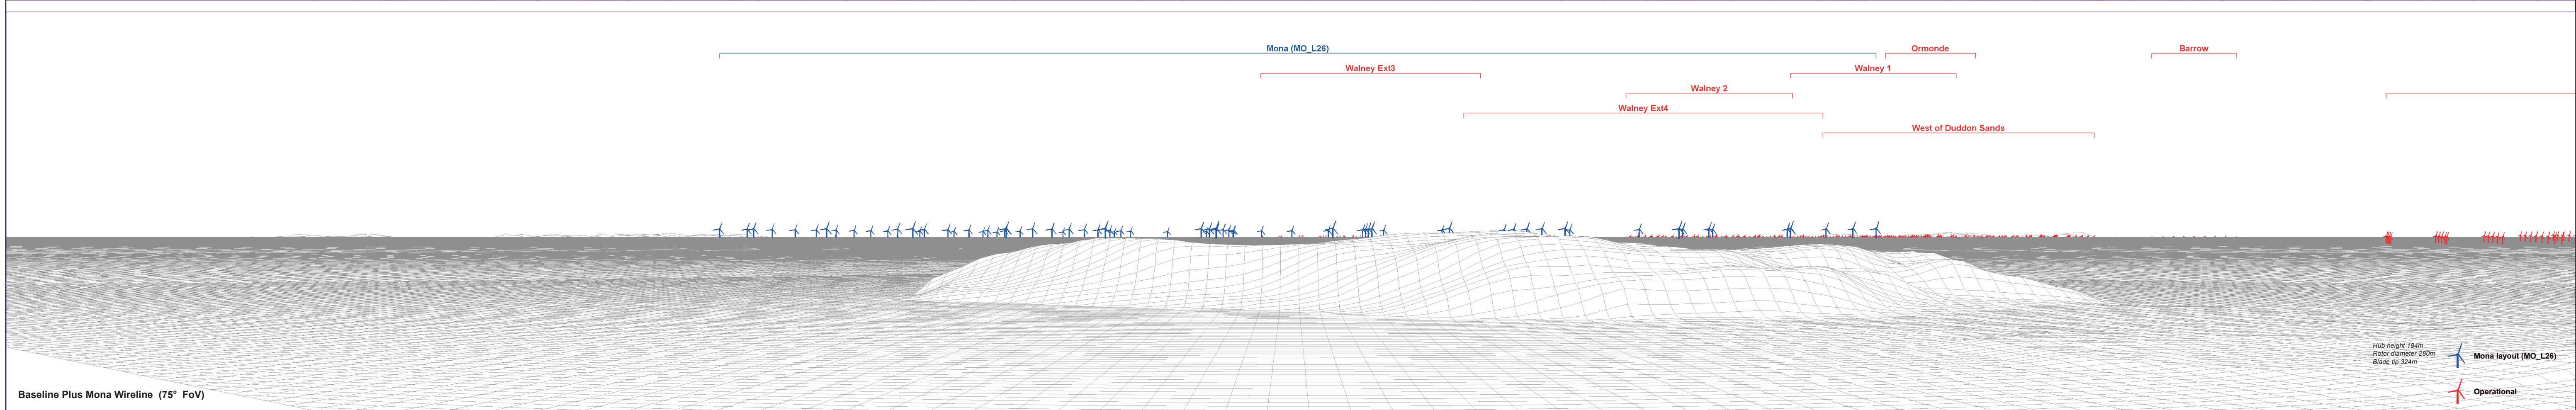 Mona (MO_L26)
Ormonde
Barrow
Walney Ext3
Walney 1
Walney 2
Walney Ext4
West of Duddon Sands
Hub height 184m
Rotor diameter 280m
Blade tip 324m
Mona layout (MO_L26)
Operational
Baseline Plus Mona Wireline (75° FoV)